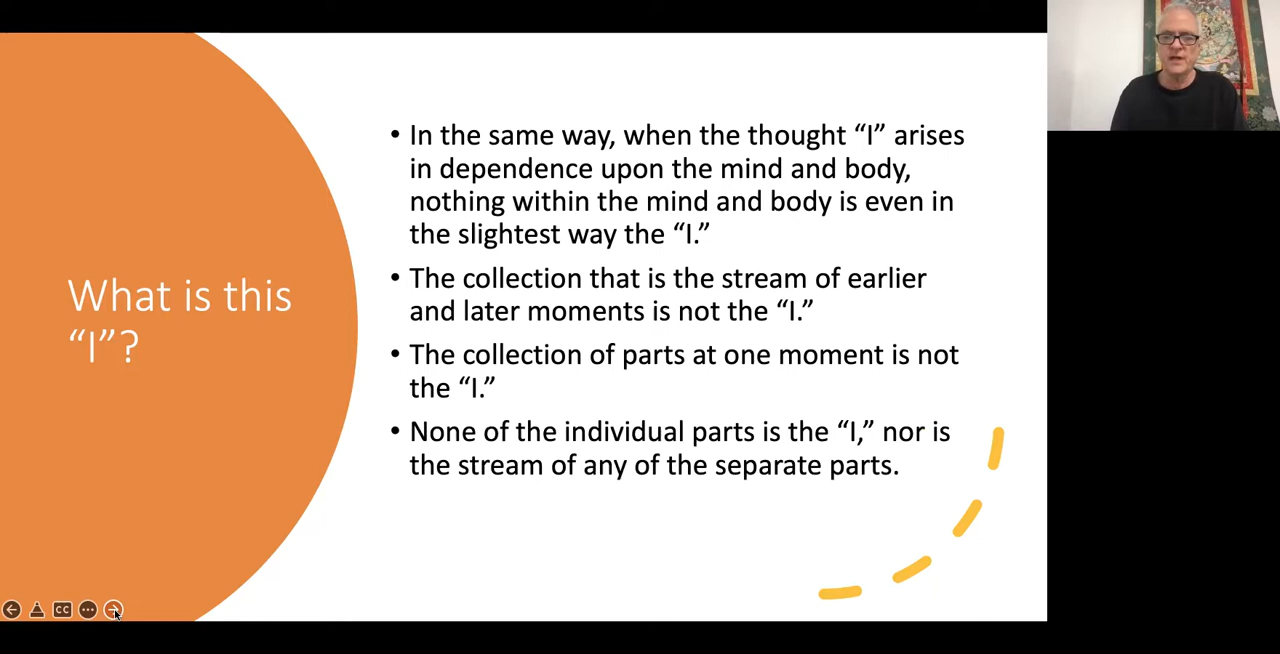 What is this
“I”?
• In the same way, when the thought “I” arises
in dependence upon the mind and body,
nothing within the mind and body is even in
the slightest way the “I.”
• The collection that is the stream of earlier
and later moments is not the “I.”
• The collection of parts at one moment is not
the “I.”
• None of the individual parts is the “I,” nor is
the stream of any of the separate parts.
CC